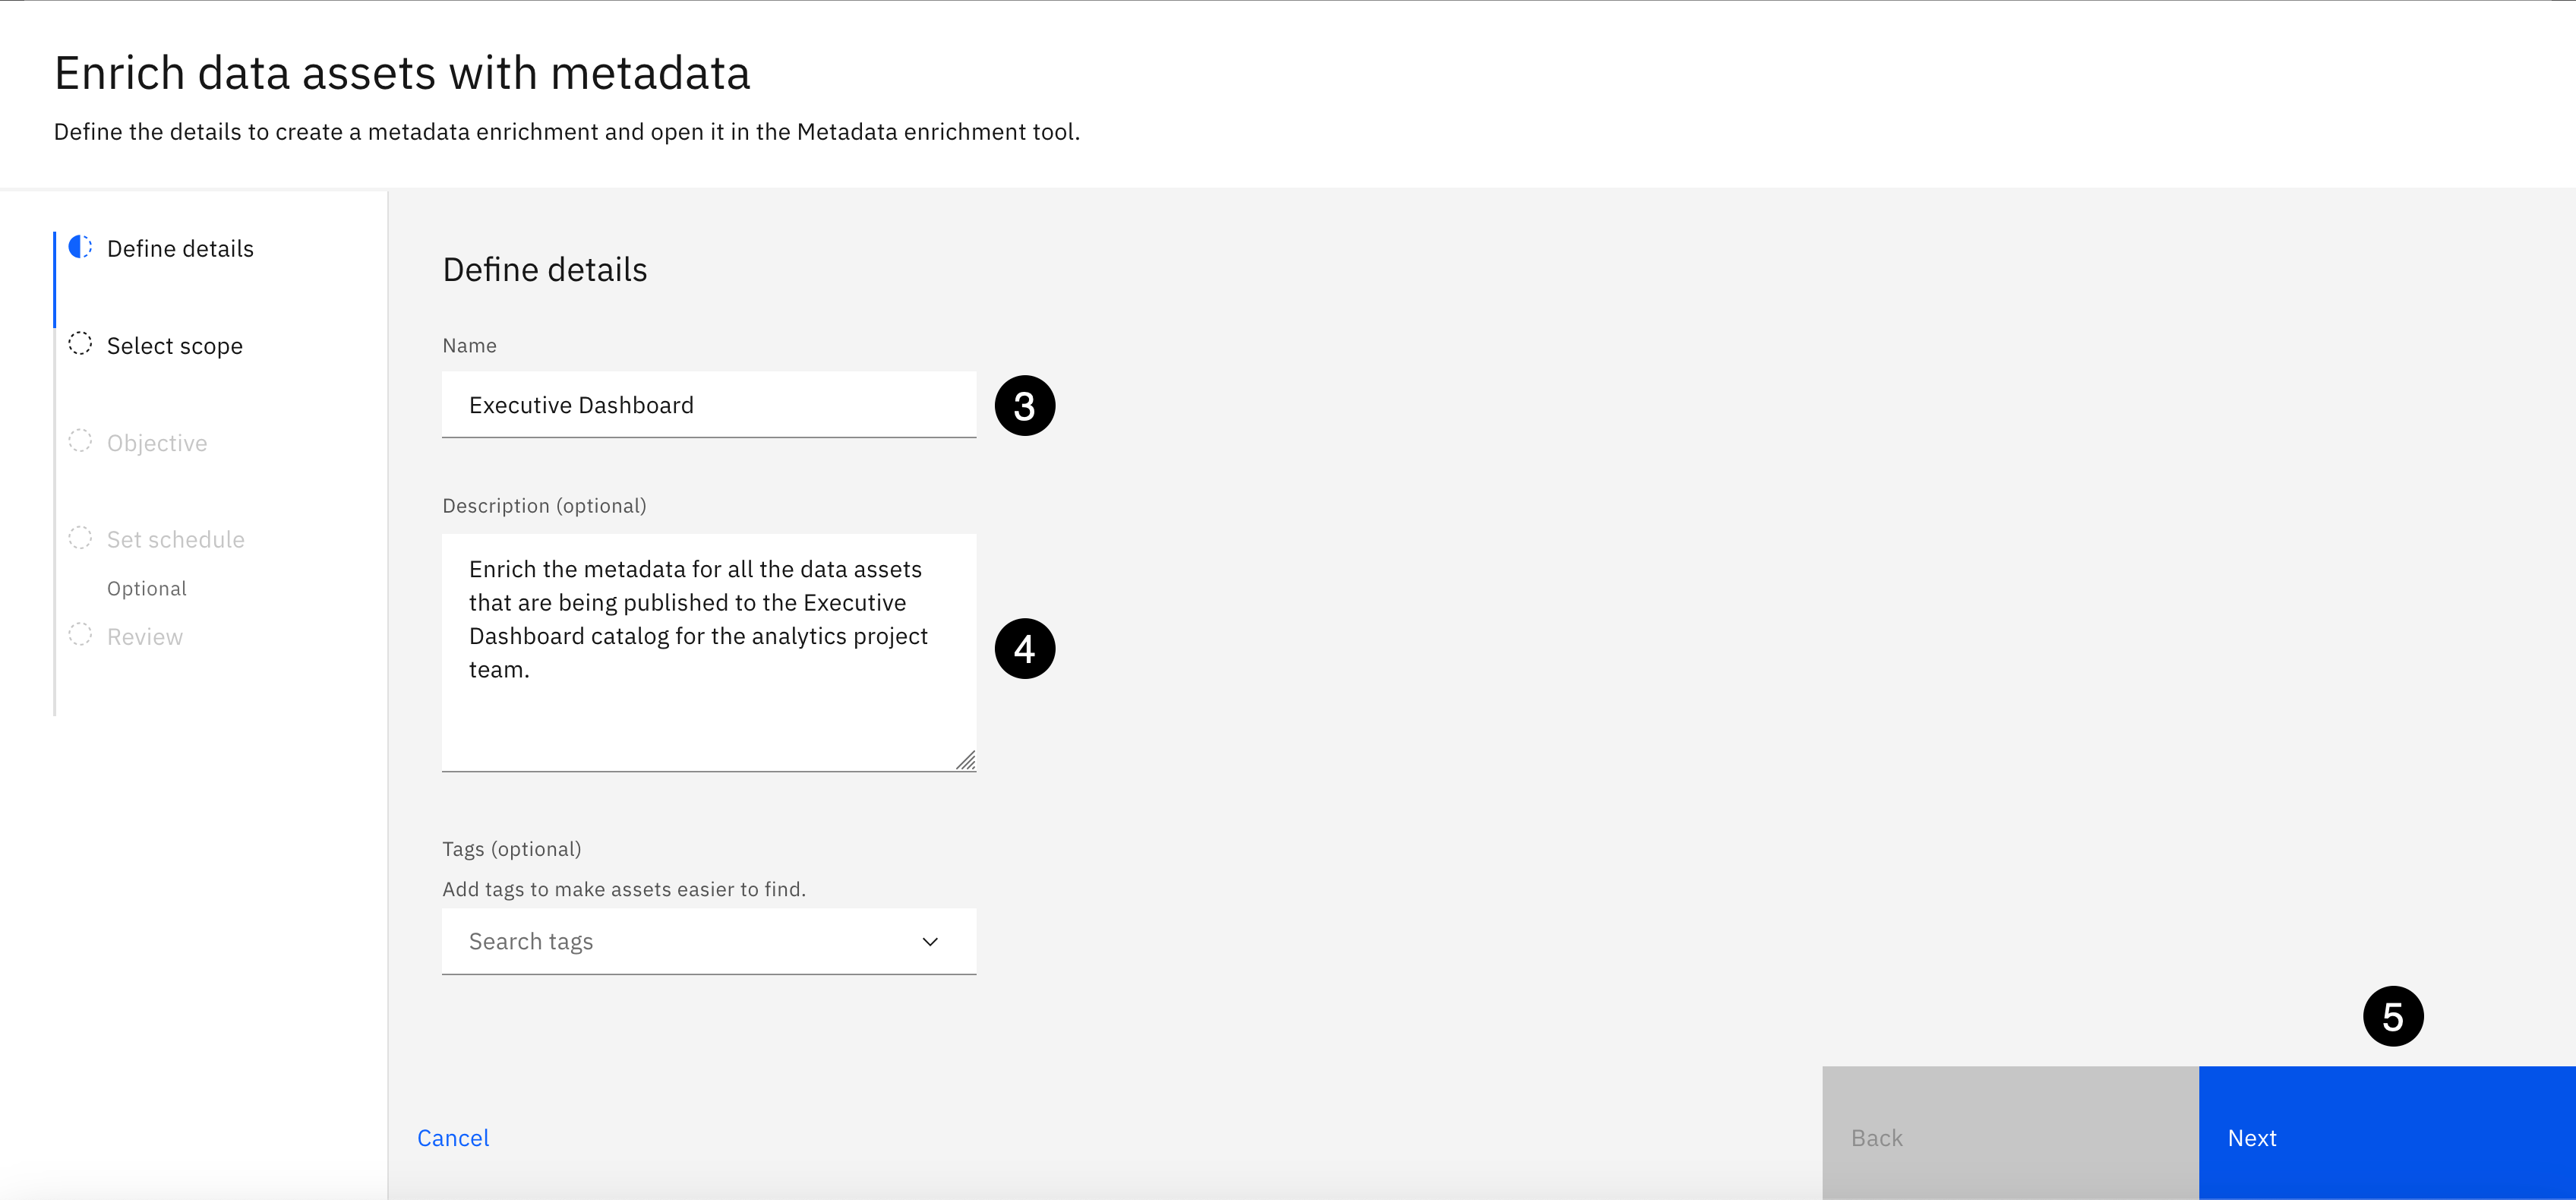 Enrich data assets with metadata
Define the details to create a metadata enrichment and open it in the Metadata enrichment tool.
Define details
Select scope
Objective
Set schedule
Optional
Review
Define details
Name
Executive Dashboard
3
Description (optional)
Enrich the metadata for all the data assets
that are being published to the Executive
Dashboard catalog for the analytics project
team.
4
Tags (optional)
Add tags to make assets easier to find.
Search tags
5
Cancel
Back
Next